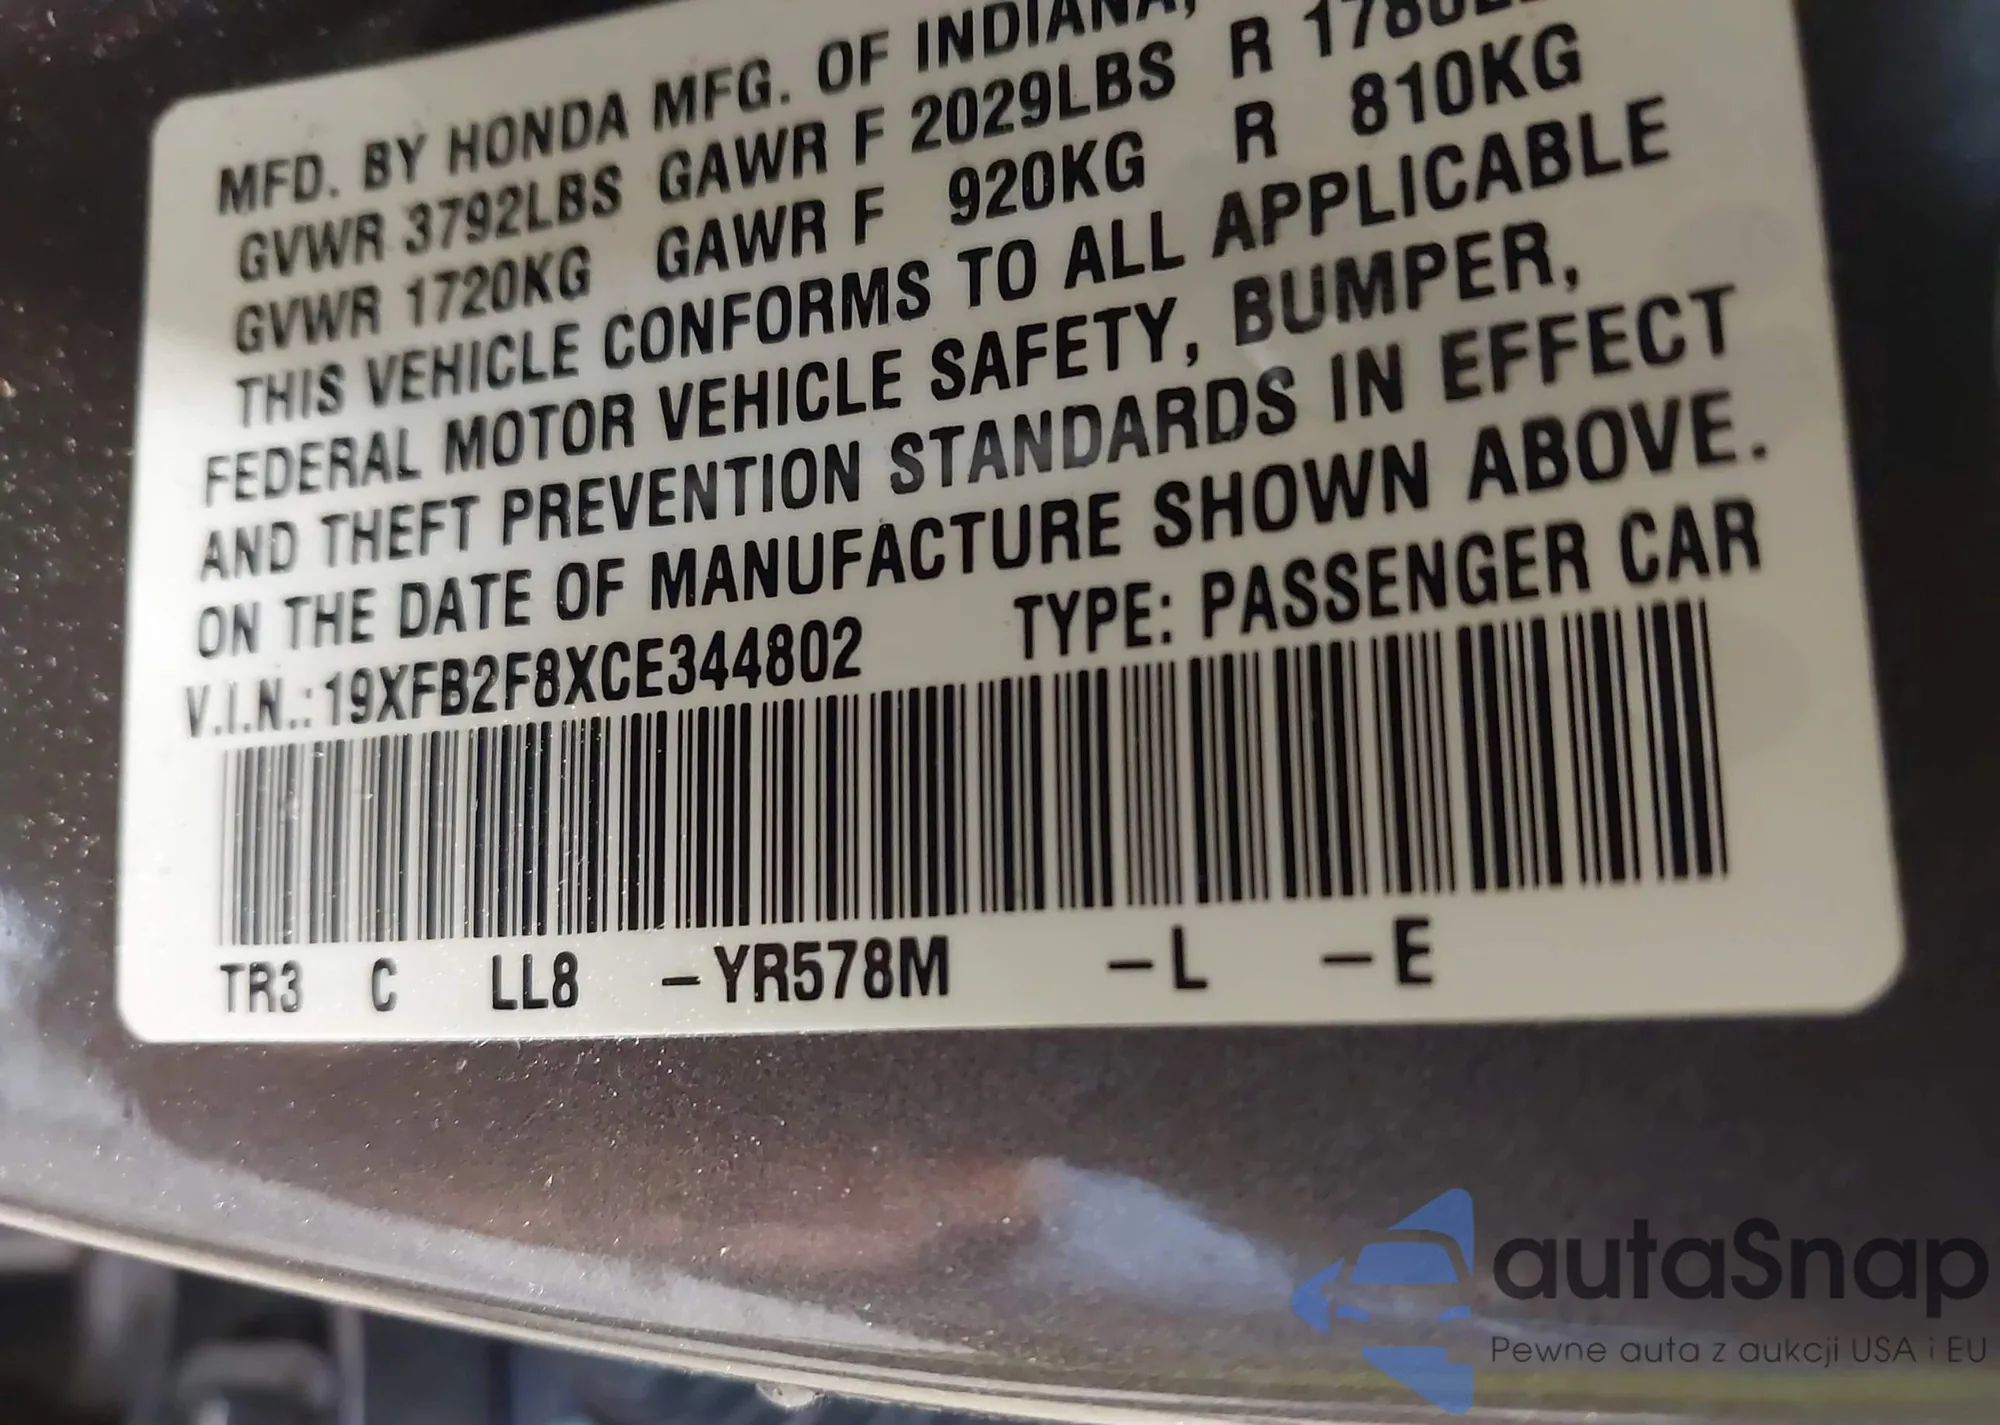 MFD. BY HONDA MFG. OF INDIANA,
GVWR 3792LBS GAWR F 2029LBS R
GVWR 1720KG GAWR F 920KG R 810KG
THIS VEHICLE CONFORMS TO ALL APPLICABLE
FEDERAL MOTOR VEHICLE SAFETY, BUMPER,
AND THEFT PREVENTION STANDARDS IN EFFECT
ON THE DATE OF MANUFACTURE SHOWN ABOVE.
V.I.N.:19XFB2F8XCE344802 TYPE: PASSENGER CAR
TR3 C LL8 -YR578M -L -E
autaSnap
Pewne auta z aukcji USA i EU